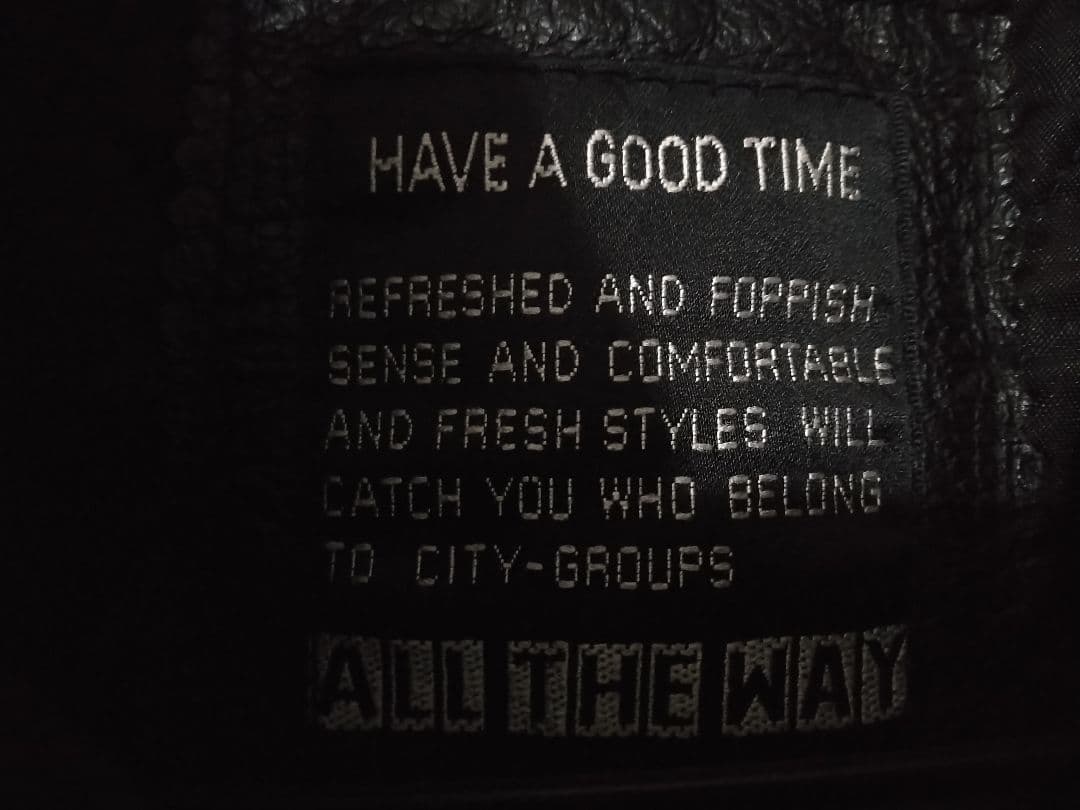 HAVE A GOOD TIME
REFRESHED AND FOPPISH
SENSE AND COMFORTABLE
AND FRESH STYLES WILL
CATCH YOU WHO BELONG
TO CITY-GROUPS
ALL THE WAY